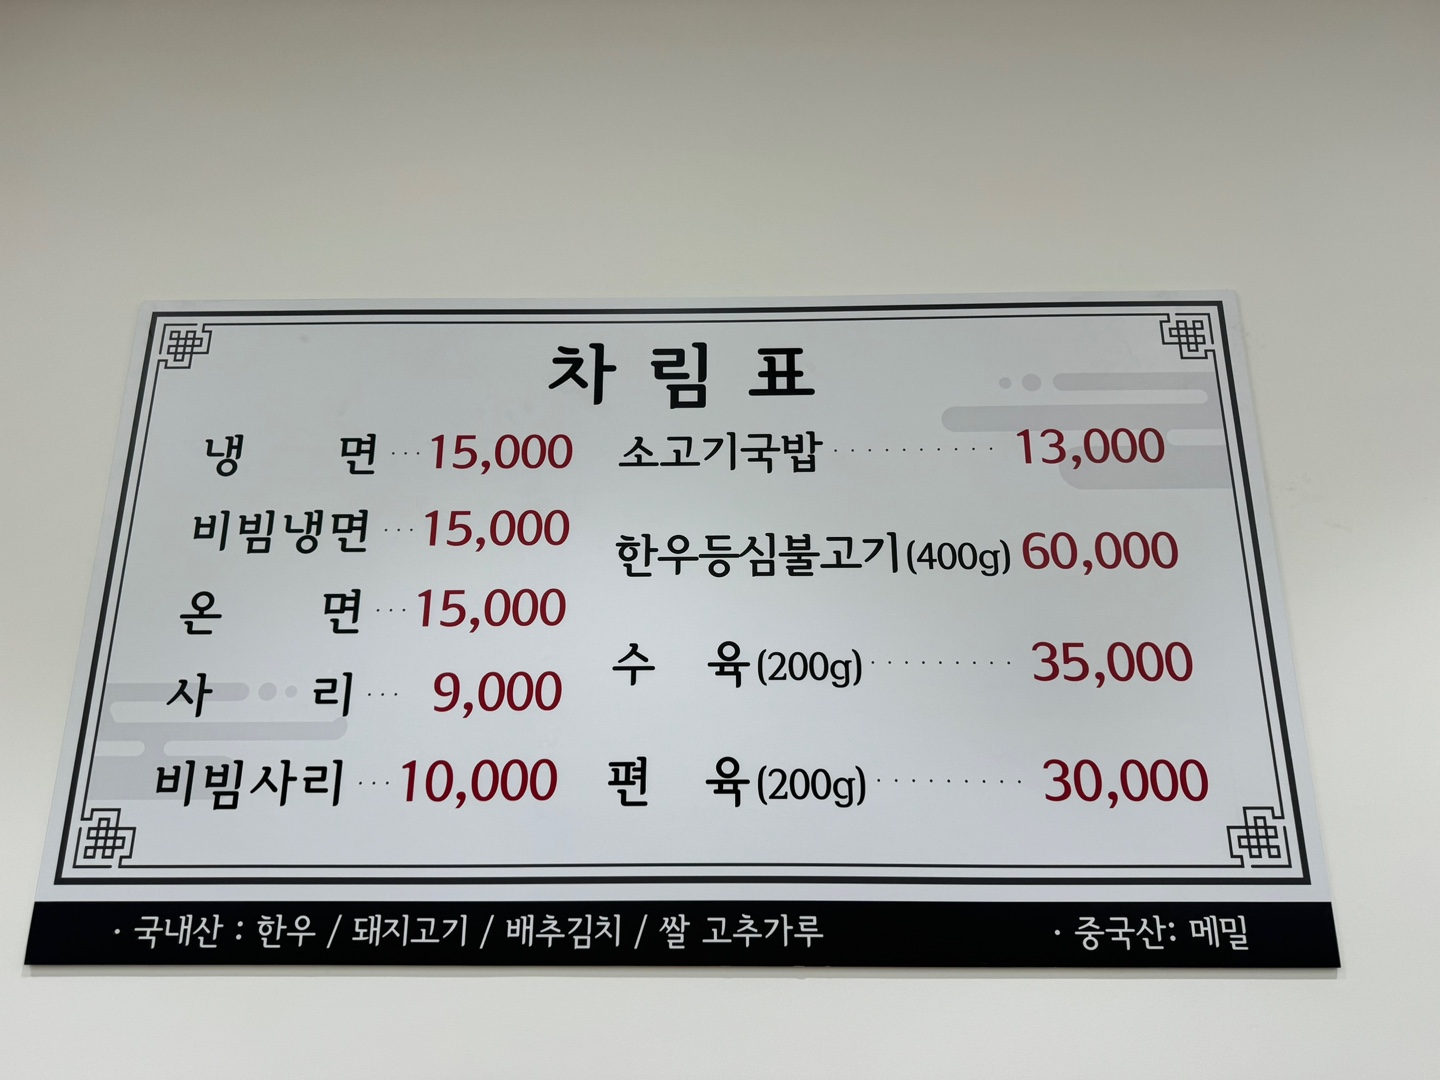 차림표
냉면 ··· 15,000
비빔냉면 ··· 15,000
온면 ··· 15,000
사리 ··· 9,000
비빔사리 ··· 10,000
소고기국밥 ·········· 13,000
한우등심불고기(400g) 60,000
수육(200g) ········· 35,000
편육(200g) ·········· 30,000
· 국내산 : 한우 / 돼지고기 / 배추김치 / 쌀 고추가루
· 중국산: 메밀